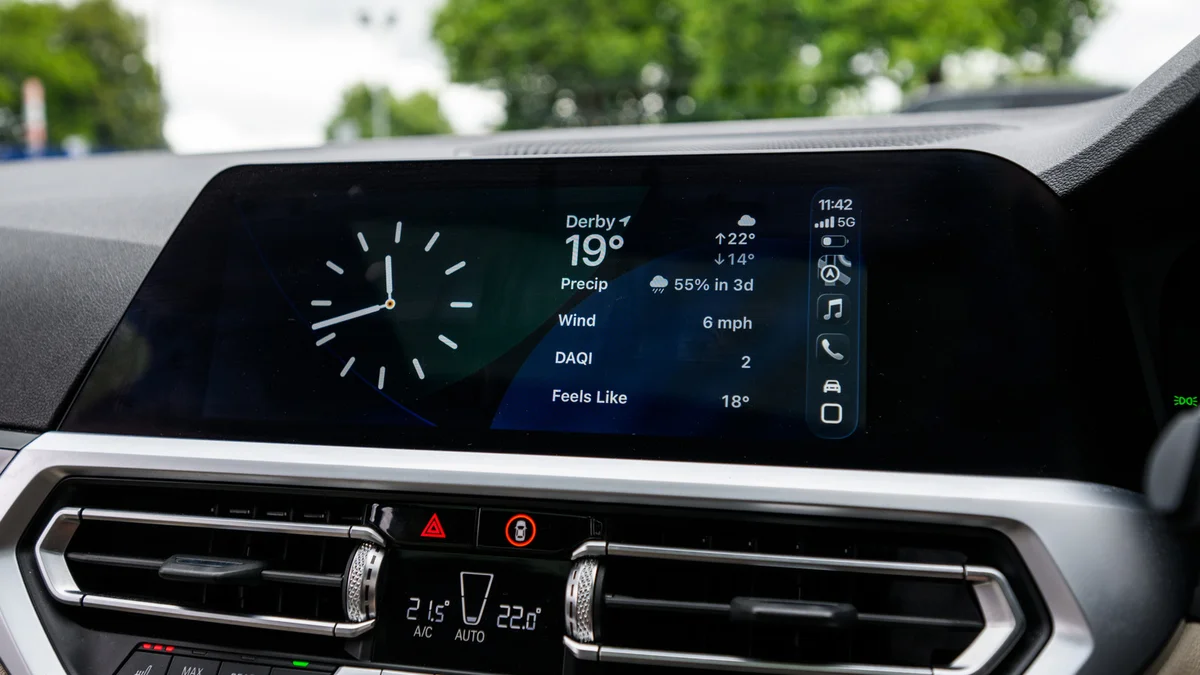 Derby
19°
↑22°
↓14°
Precip 55% in 3d
Wind 6 mph
DAQI 2
Feels Like 18°
11:42
5G
21.5° 22.0°
A/C AUTO
MAX